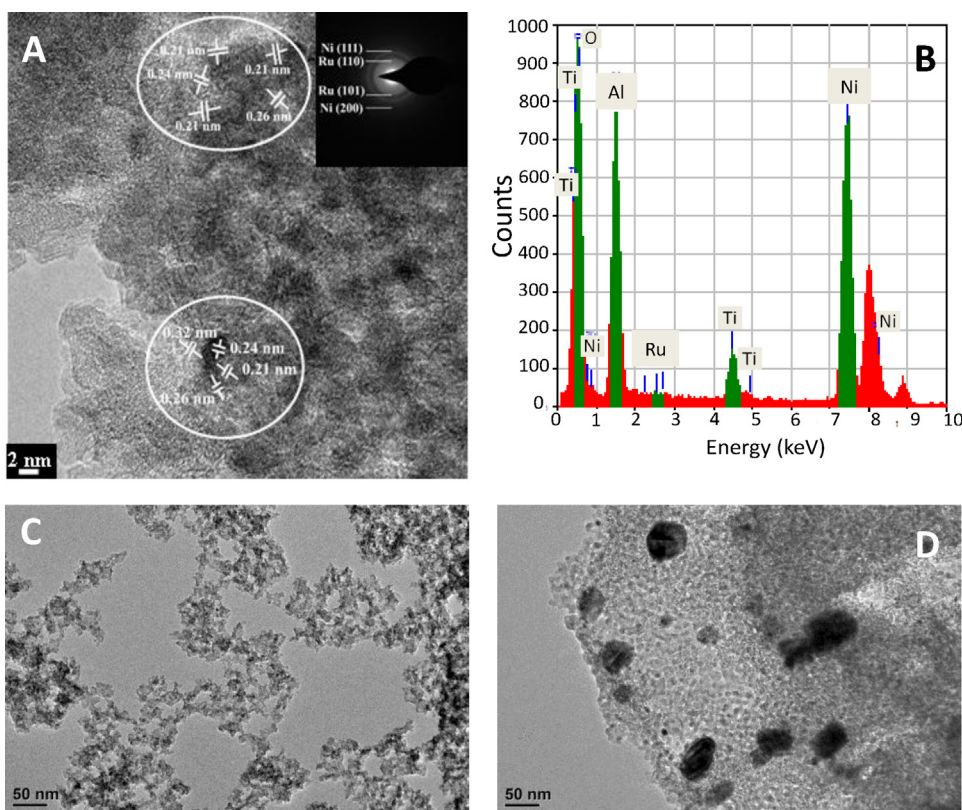 A
0.21 nm
0.24 nm
0.21 nm
0.21 nm
0.26 nm
Ni (111)
Ru (110)
Ru (101)
Ni (200)
0.32 nm
0.24 nm
0.21 nm
0.26 nm
2 nm
B
1000
900
800
700
600
500
400
300
200
100
0
Counts
O
Ti
Al
Ni
Ti
Ni
Ru
Ti
Ti
Ni
0 1 2 3 4 5 6 7 8 9 10
Energy (keV)
C
50 nm
D
50 nm